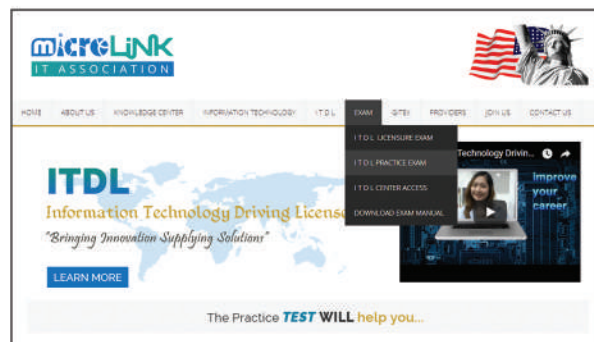 micreLiNK
IT ASSOCIATION
HOME ABOUT US KNOWLEDGE CENTER INFORMATION TECHNOLOGY I T D L EXAM GITEX PROVIDERS JOIN US CONTACT US
I T D L LICENSURE EXAM
I T D L PRACTICE EXAM
I T D L CENTER ACCESS
DOWNLOAD EXAM MANUAL
Technology Drivin...
improve
your
career
ITDL
Information Technology Driving License
"Bringing Innovation Supplying Solutions"
LEARN MORE
The Practice TEST WILL help you...